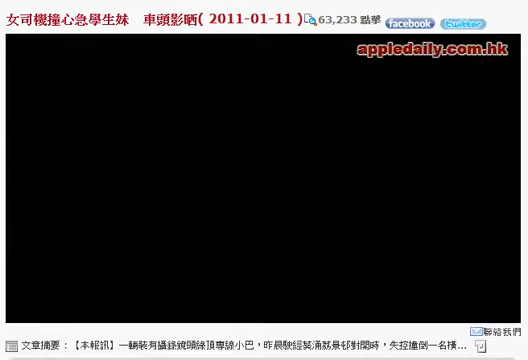 女司機撞心急學生妹　車頭影晒( 2011-01-11 ) 63,233 點擊 facebook twitter
appledaily.com.hk
聯絡我們
文章摘要：【本報訊】一輛裝有攝錄鏡頭綠頂專線小巴，昨晨駛經葵涌荔景邨對開時，失控撞倒一名橫...